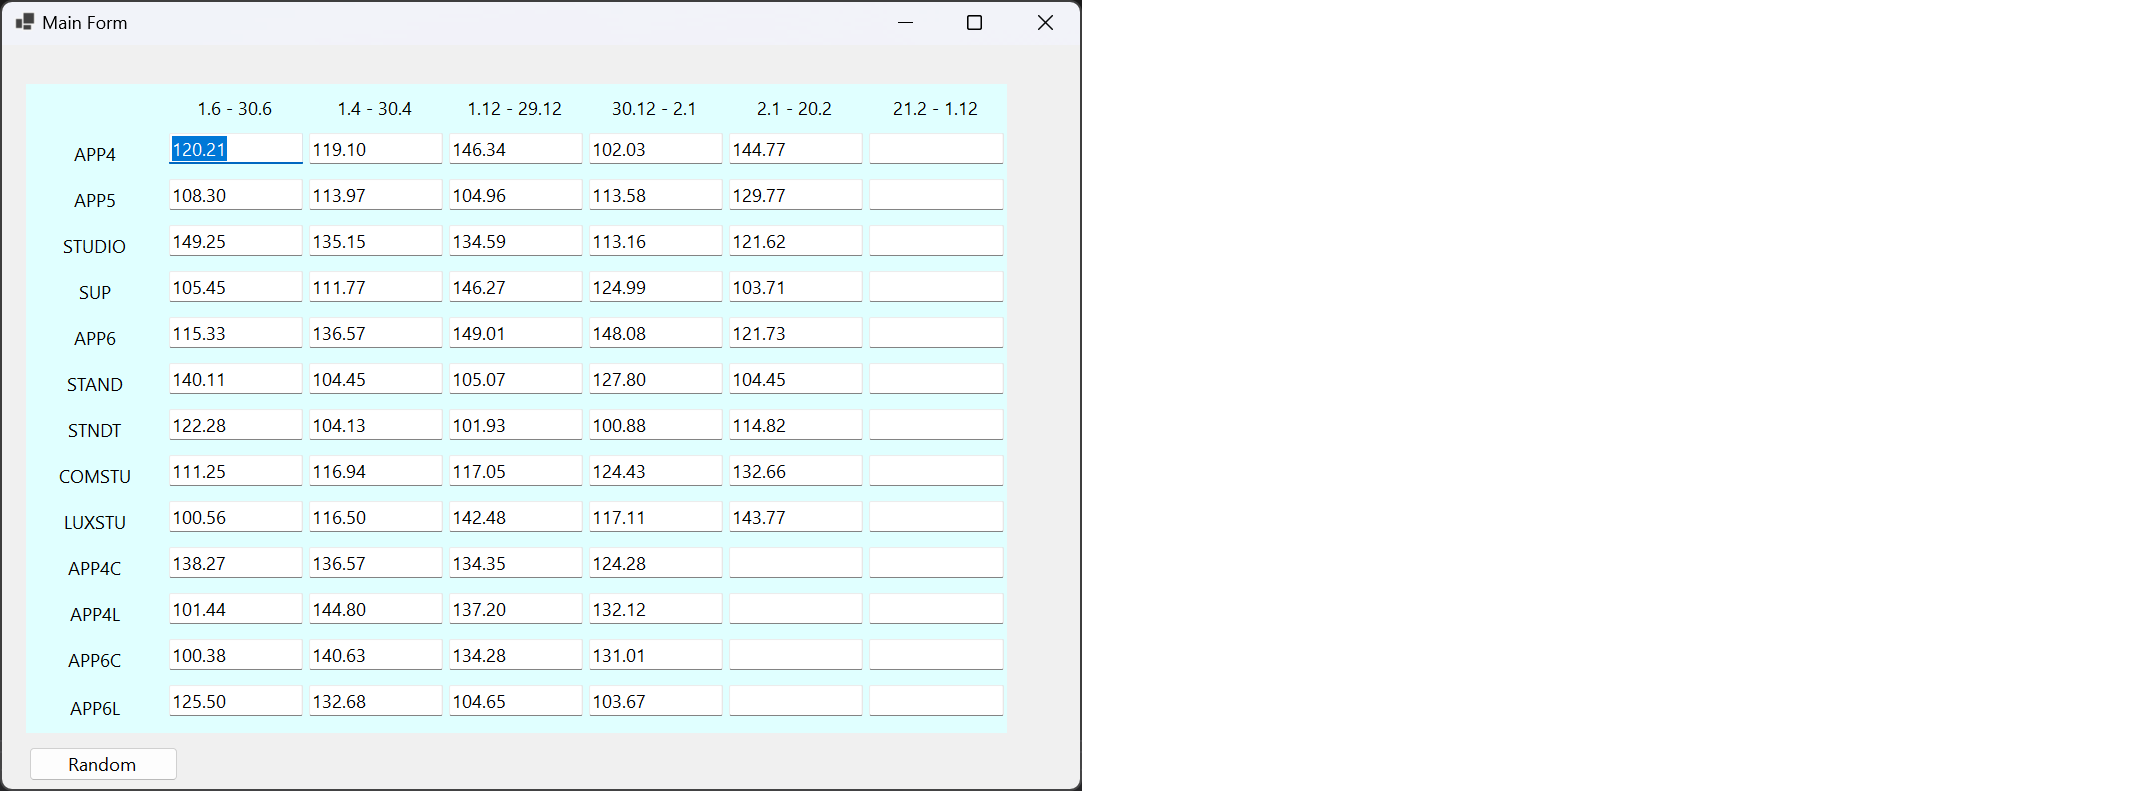 Main Form
1.6 - 30.6 1.4 - 30.4 1.12 - 29.12 30.12 - 2.1 2.1 - 20.2 21.2 - 1.12
APP4 120.21 119.10 146.34 102.03 144.77
APP5 108.30 113.97 104.96 113.58 129.77
STUDIO 149.25 135.15 134.59 113.16 121.62
SUP 105.45 111.77 146.27 124.99 103.71
APP6 115.33 136.57 149.01 148.08 121.73
STAND 140.11 104.45 105.07 127.80 104.45
STNDT 122.28 104.13 101.93 100.88 114.82
COMSTU 111.25 116.94 117.05 124.43 132.66
LUXSTU 100.56 116.50 142.48 117.11 143.77
APP4C 138.27 136.57 134.35 124.28
APP4L 101.44 144.80 137.20 132.12
APP6C 100.38 140.63 134.28 131.01
APP6L 125.50 132.68 104.65 103.67
Random